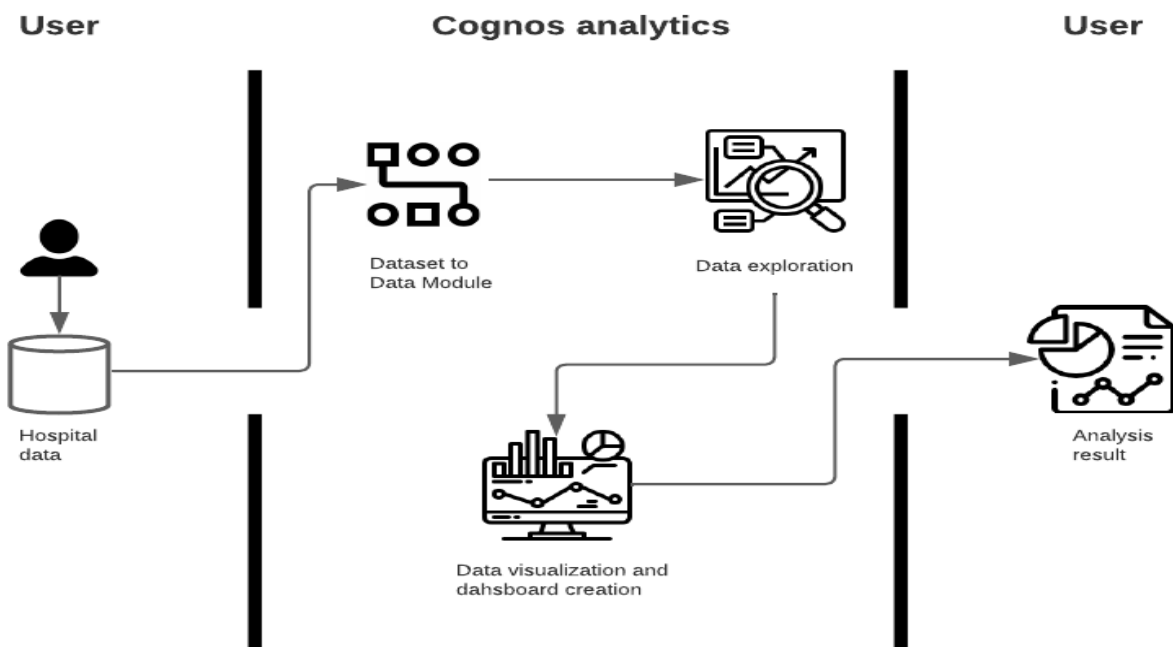 User
Cognos analytics
User
Dataset to
Data Module
Data exploration
Hospital
data
Data visualization and
dahsboard creation
Analysis
result